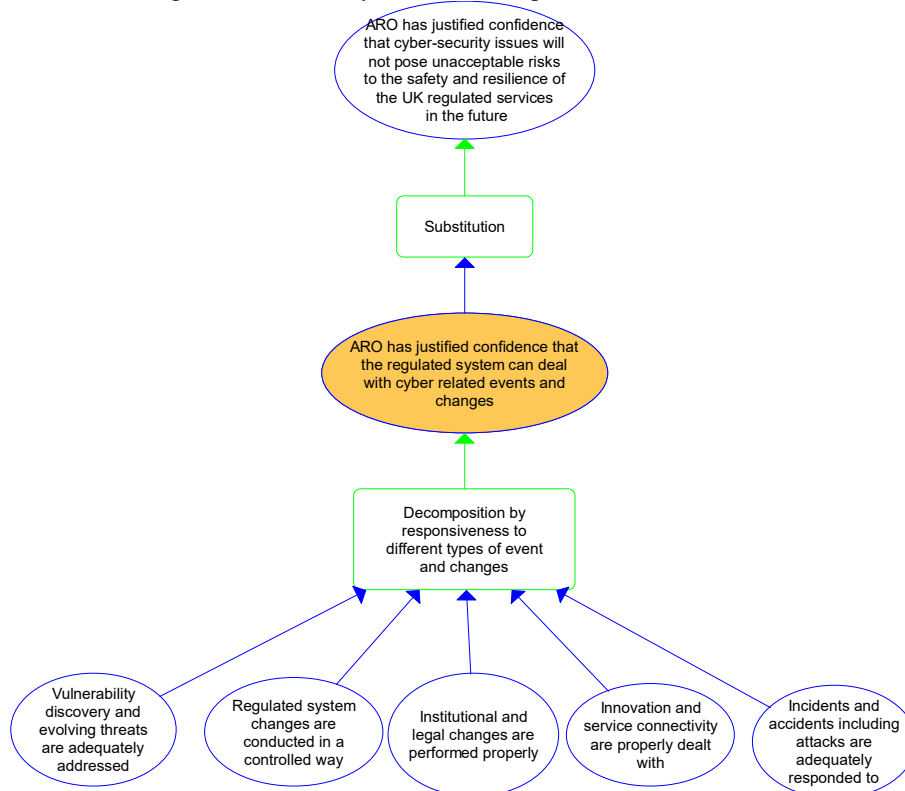 ARO has justified confidence
that cyber-security issues will
not pose unacceptable risks
to the safety and resilience of
the UK regulated services
in the future
Substitution
ARO has justified confidence that
the regulated system can deal
with cyber related events and
changes
Decomposition by
responsiveness to
different types of event
and changes
Vulnerability
discovery and
evolving threats
are adequately
addressed
Regulated system
changes are
conducted in a
controlled way
Institutional and
legal changes are
performed properly
Innovation and
service connectivity
are properly dealt
with
Incidents and
accidents including
attacks are
adequately
responded to